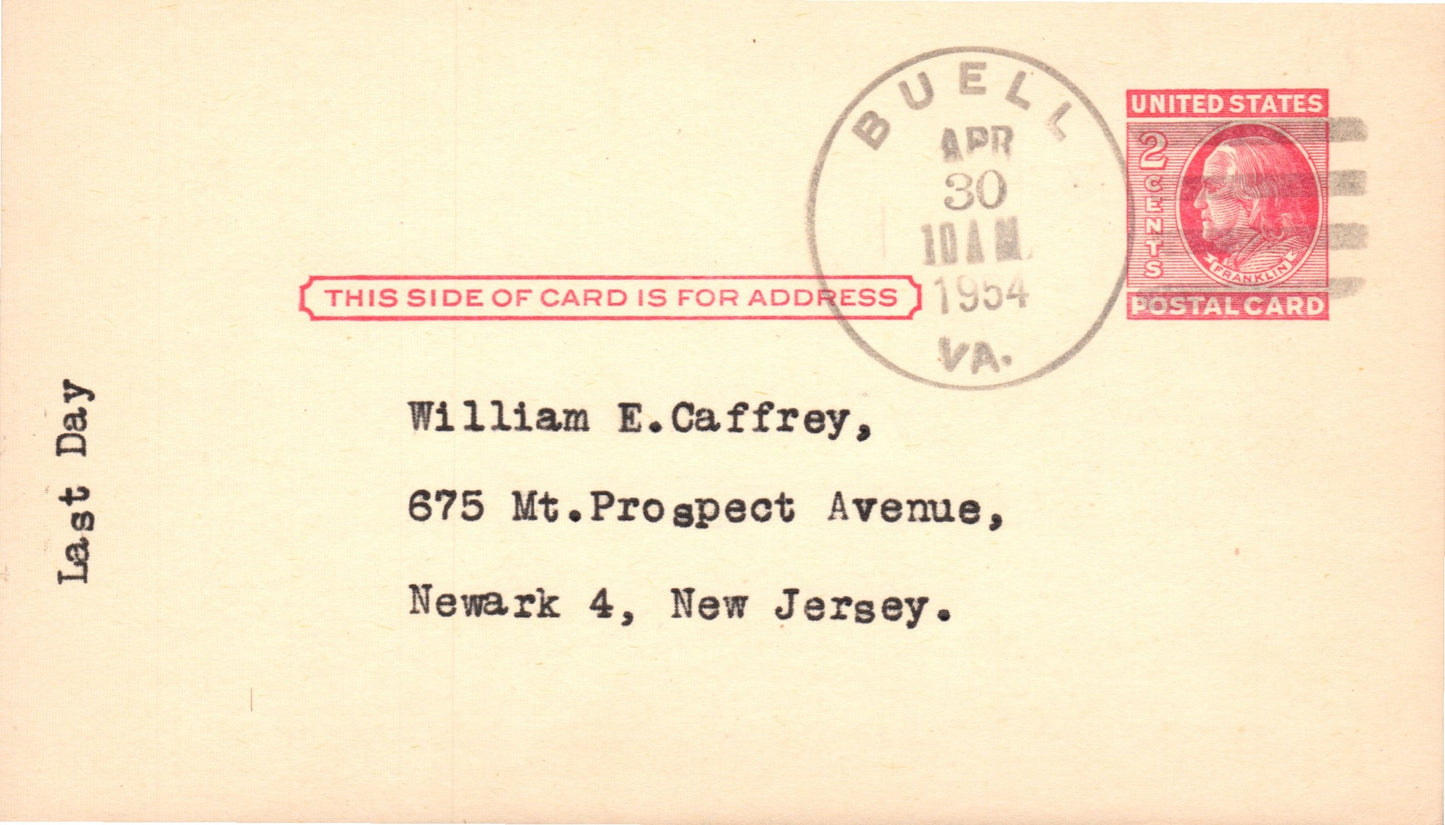 BUELL
APR
30
10 AM
1954
VA.
UNITED STATES
2 CENTS
FRANKLIN
POSTAL CARD
THIS SIDE OF CARD IS FOR ADDRESS
Last Day
William E.Caffrey,
675 Mt.Prospect Avenue,
Newark 4, New Jersey.